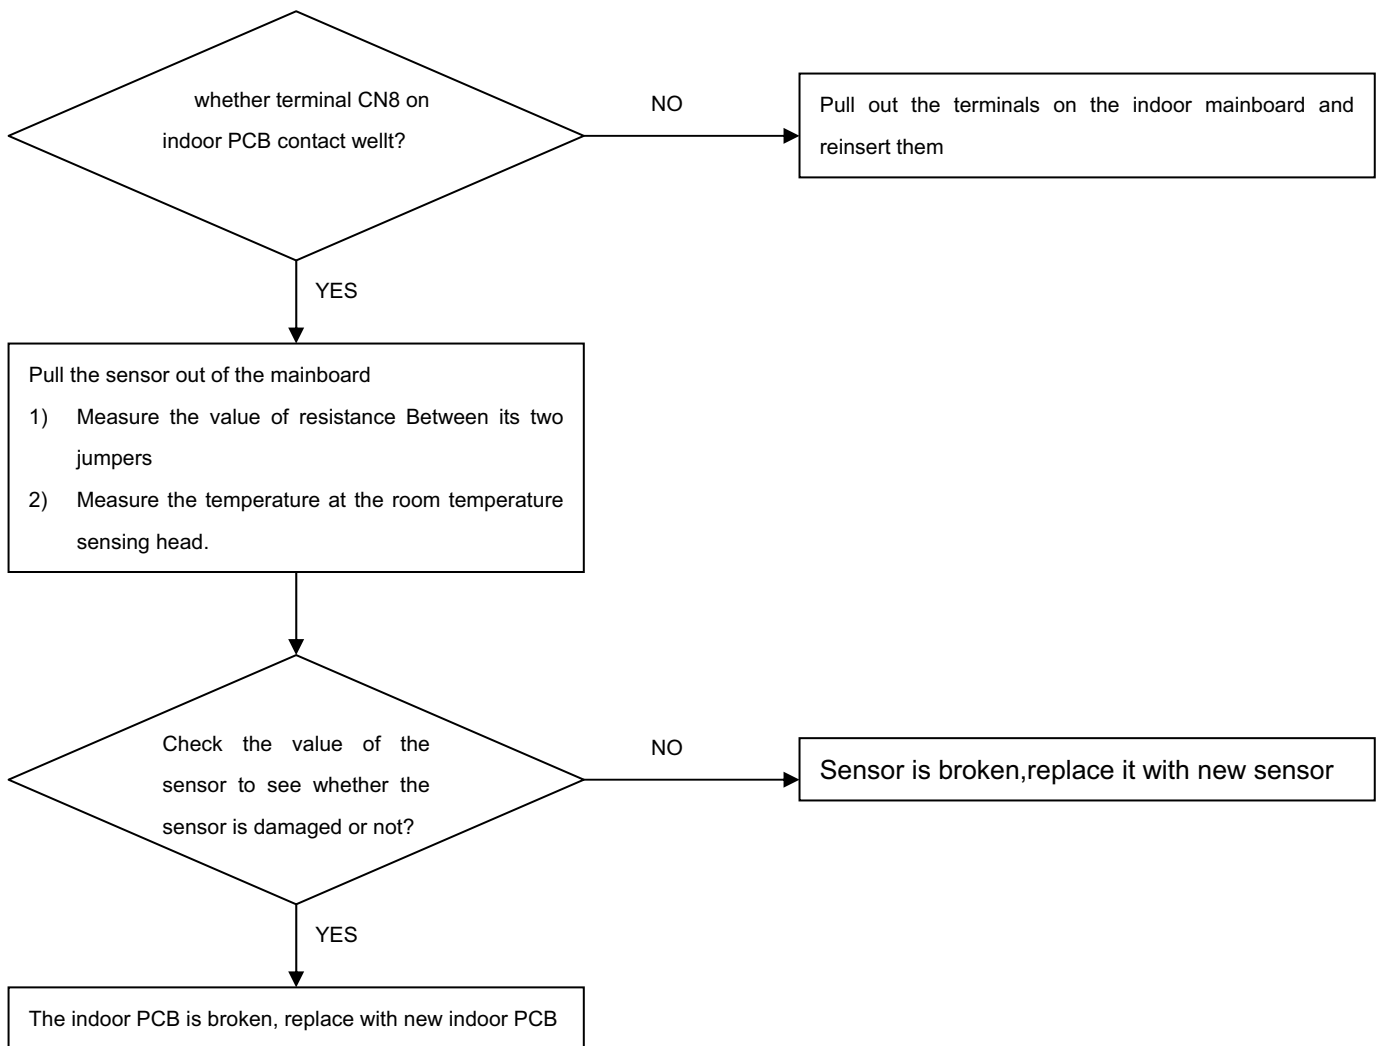 whether terminal CN8 on
indoor PCB contact wellt?
NO
Pull out the terminals on the indoor mainboard and
reinsert them
YES
Pull the sensor out of the mainboard
1) Measure the value of resistance Between its two
jumpers
2) Measure the temperature at the room temperature
sensing head.
Check the value of the
sensor to see whether the
sensor is damaged or not?
NO
Sensor is broken,replace it with new sensor
YES
The indoor PCB is broken, replace with new indoor PCB